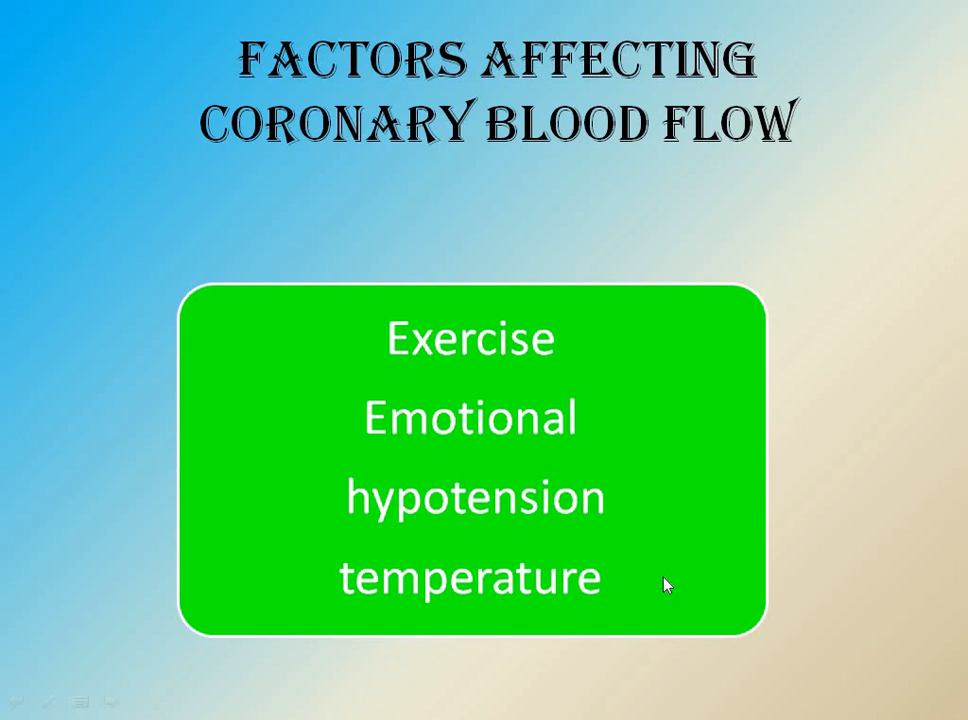 FACTORS AFFECTING
CORONARY BLOOD FLOW
Exercise
Emotional
hypotension
temperature